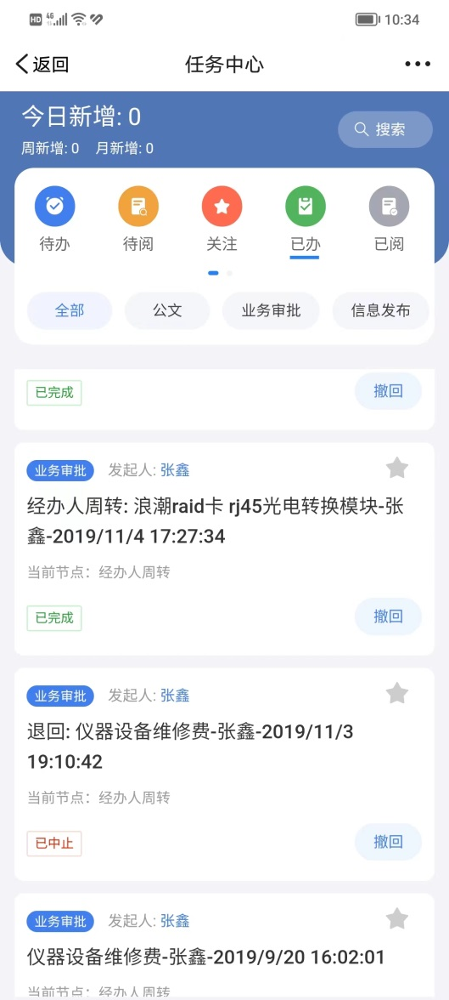 HD 4G 10:34
返回 任务中心
今日新增: 0
搜索
周新增: 0 月新增: 0
待办 待阅 关注 已办 已阅
全部 公文 业务审批 信息发布
已完成 撤回
业务审批 发起人: 张鑫
经办人周转: 浪潮raid卡 rj45光电转换模块-张
鑫-2019/11/4 17:27:34
当前节点: 经办人周转
已完成 撤回
业务审批 发起人: 张鑫
退回: 仪器设备维修费-张鑫-2019/11/3
19:10:42
当前节点: 经办人周转
已中止 撤回
业务审批 发起人: 张鑫
仪器设备维修费-张鑫-2019/9/20 16:02:01
当前节点: 经办人周转